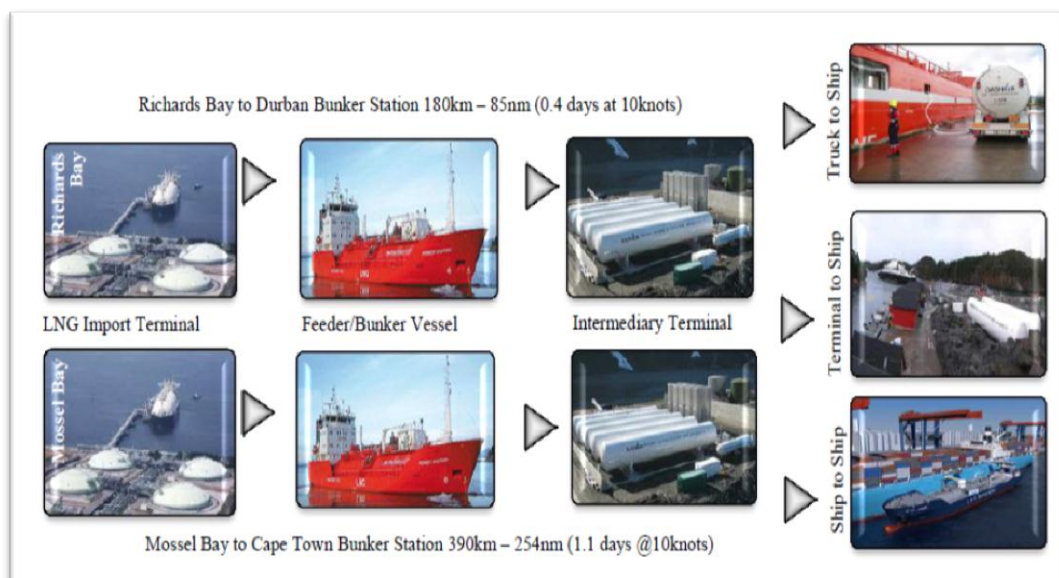 Richards Bay to Durban Bunker Station 180km – 85nm (0.4 days at 10knots)
Richards
Bay
LNG Import Terminal
Feeder/Bunker Vessel
Intermediary Terminal
Mossel Bay
LNG
LNG
Mossel Bay to Cape Town Bunker Station 390km – 254nm (1.1 days @10knots)
Truck to Ship
Terminal to Ship
Ship to Ship